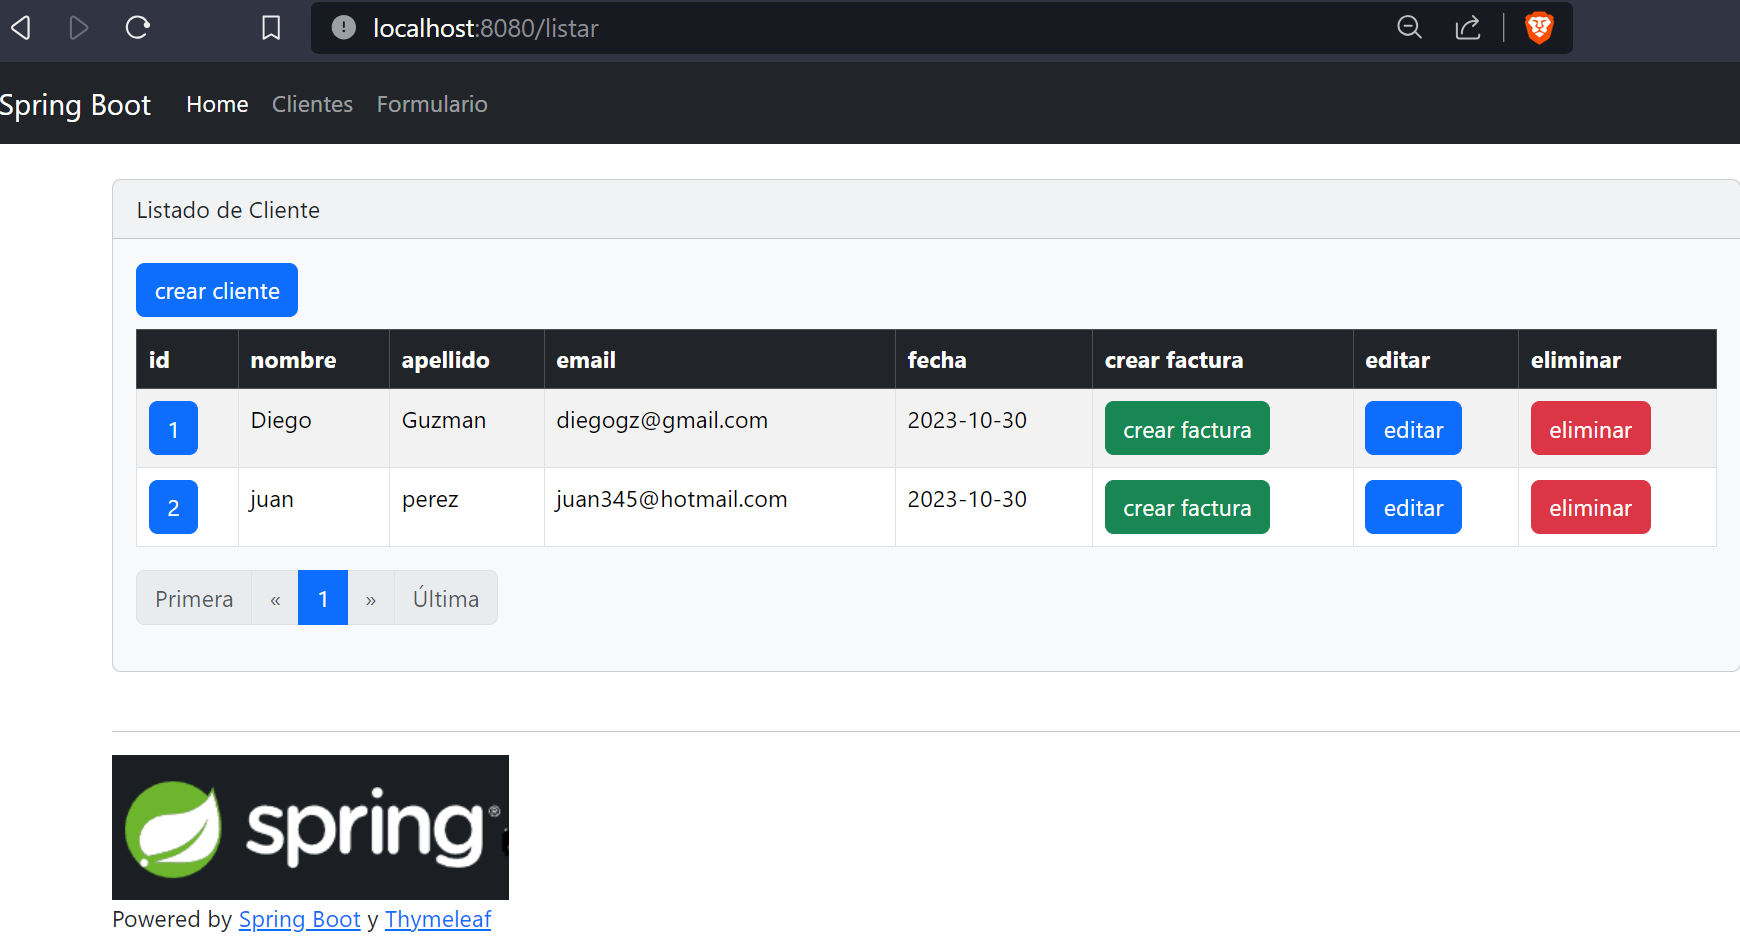 localhost:8080/listar
Spring Boot Home Clientes Formulario
Listado de Cliente
crear cliente
id nombre apellido email fecha crear factura editar eliminar
1 Diego Guzman diegogz@gmail.com 2023-10-30 crear factura editar eliminar
2 juan perez juan345@hotmail.com 2023-10-30 crear factura editar eliminar
Primera « 1 » Última
spring®
Powered by Spring Boot y Thymeleaf